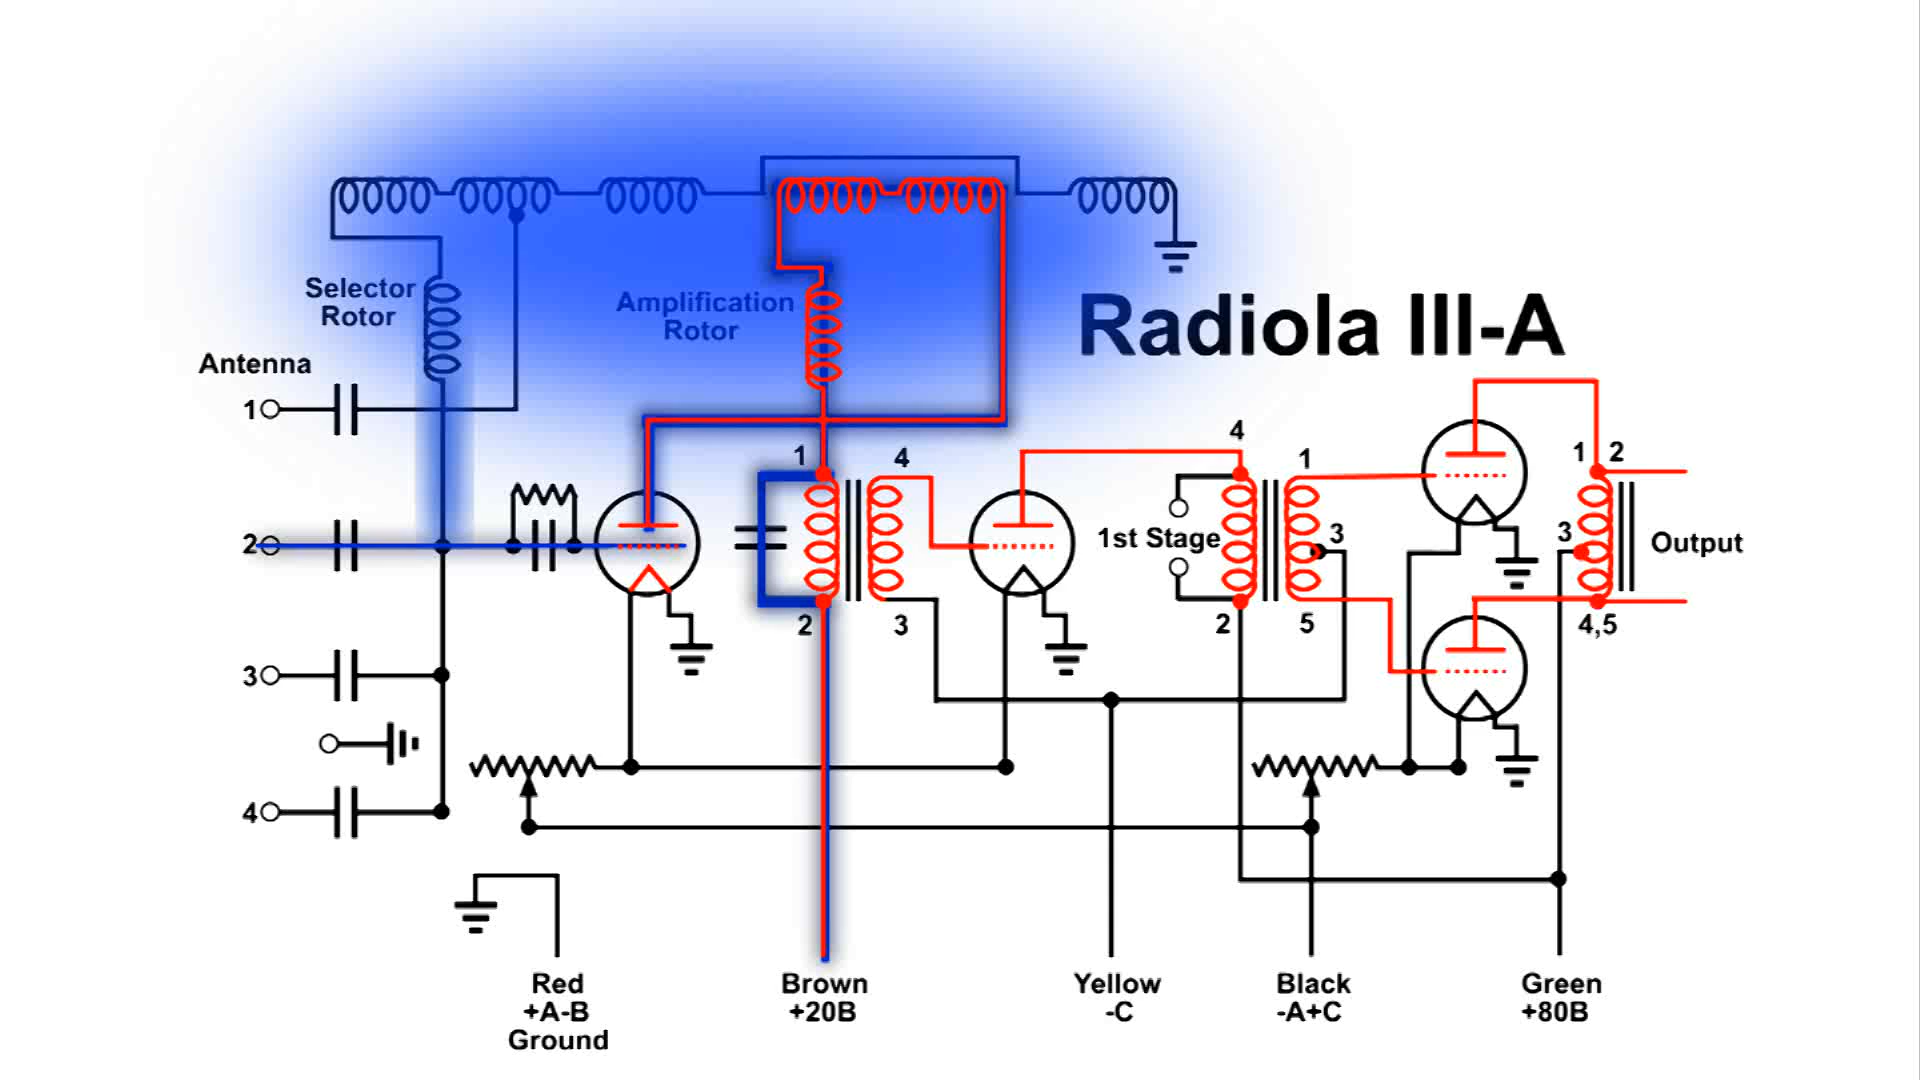 Selector
Rotor
Amplification
Rotor
Radiola III-A
Antenna
1
2
3
4
1
2
4
3
1st Stage
4
2
1
3
5
1
2
3
4,5
Output
Red
+A-B
Ground
Brown
+20B
Yellow
-C
Black
-A+C
Green
+80B